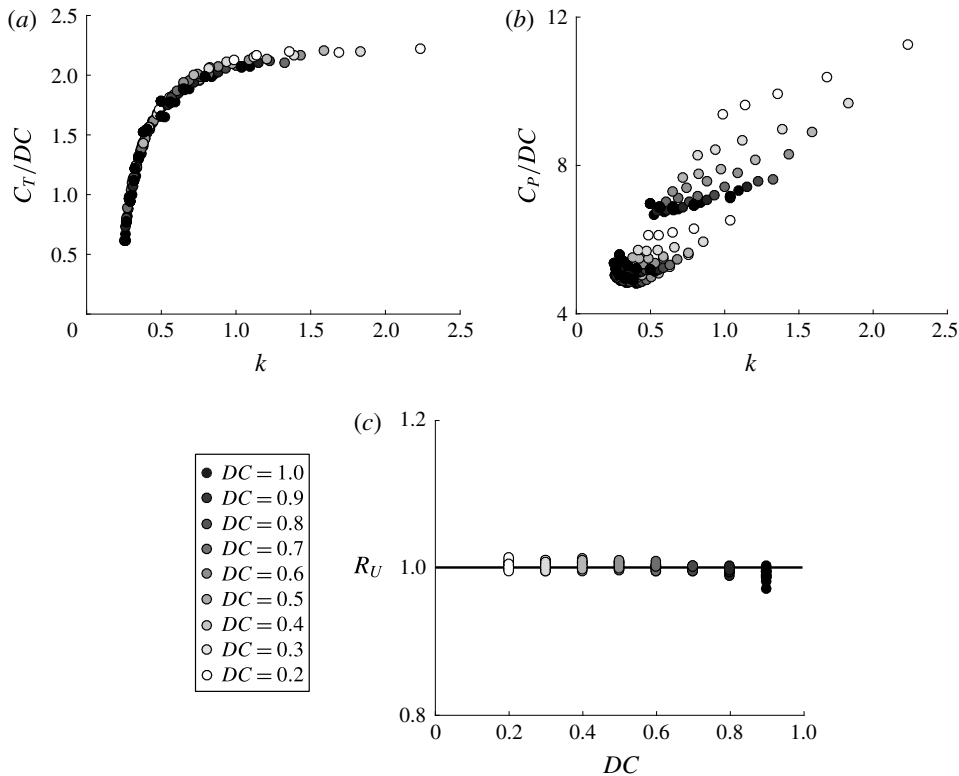 (a)
2.5
2.0
1.5
1.0
0.5
0
0.5
1.0
1.5
2.0
2.5
C_T/DC
k
(b)
12
8
4
0
0.5
1.0
1.5
2.0
2.5
C_P/DC
k
(c)
1.2
1.0
0.8
0
0.2
0.4
0.6
0.8
1.0
R_U
DC
DC = 1.0
DC = 0.9
DC = 0.8
DC = 0.7
DC = 0.6
DC = 0.5
DC = 0.4
DC = 0.3
DC = 0.2